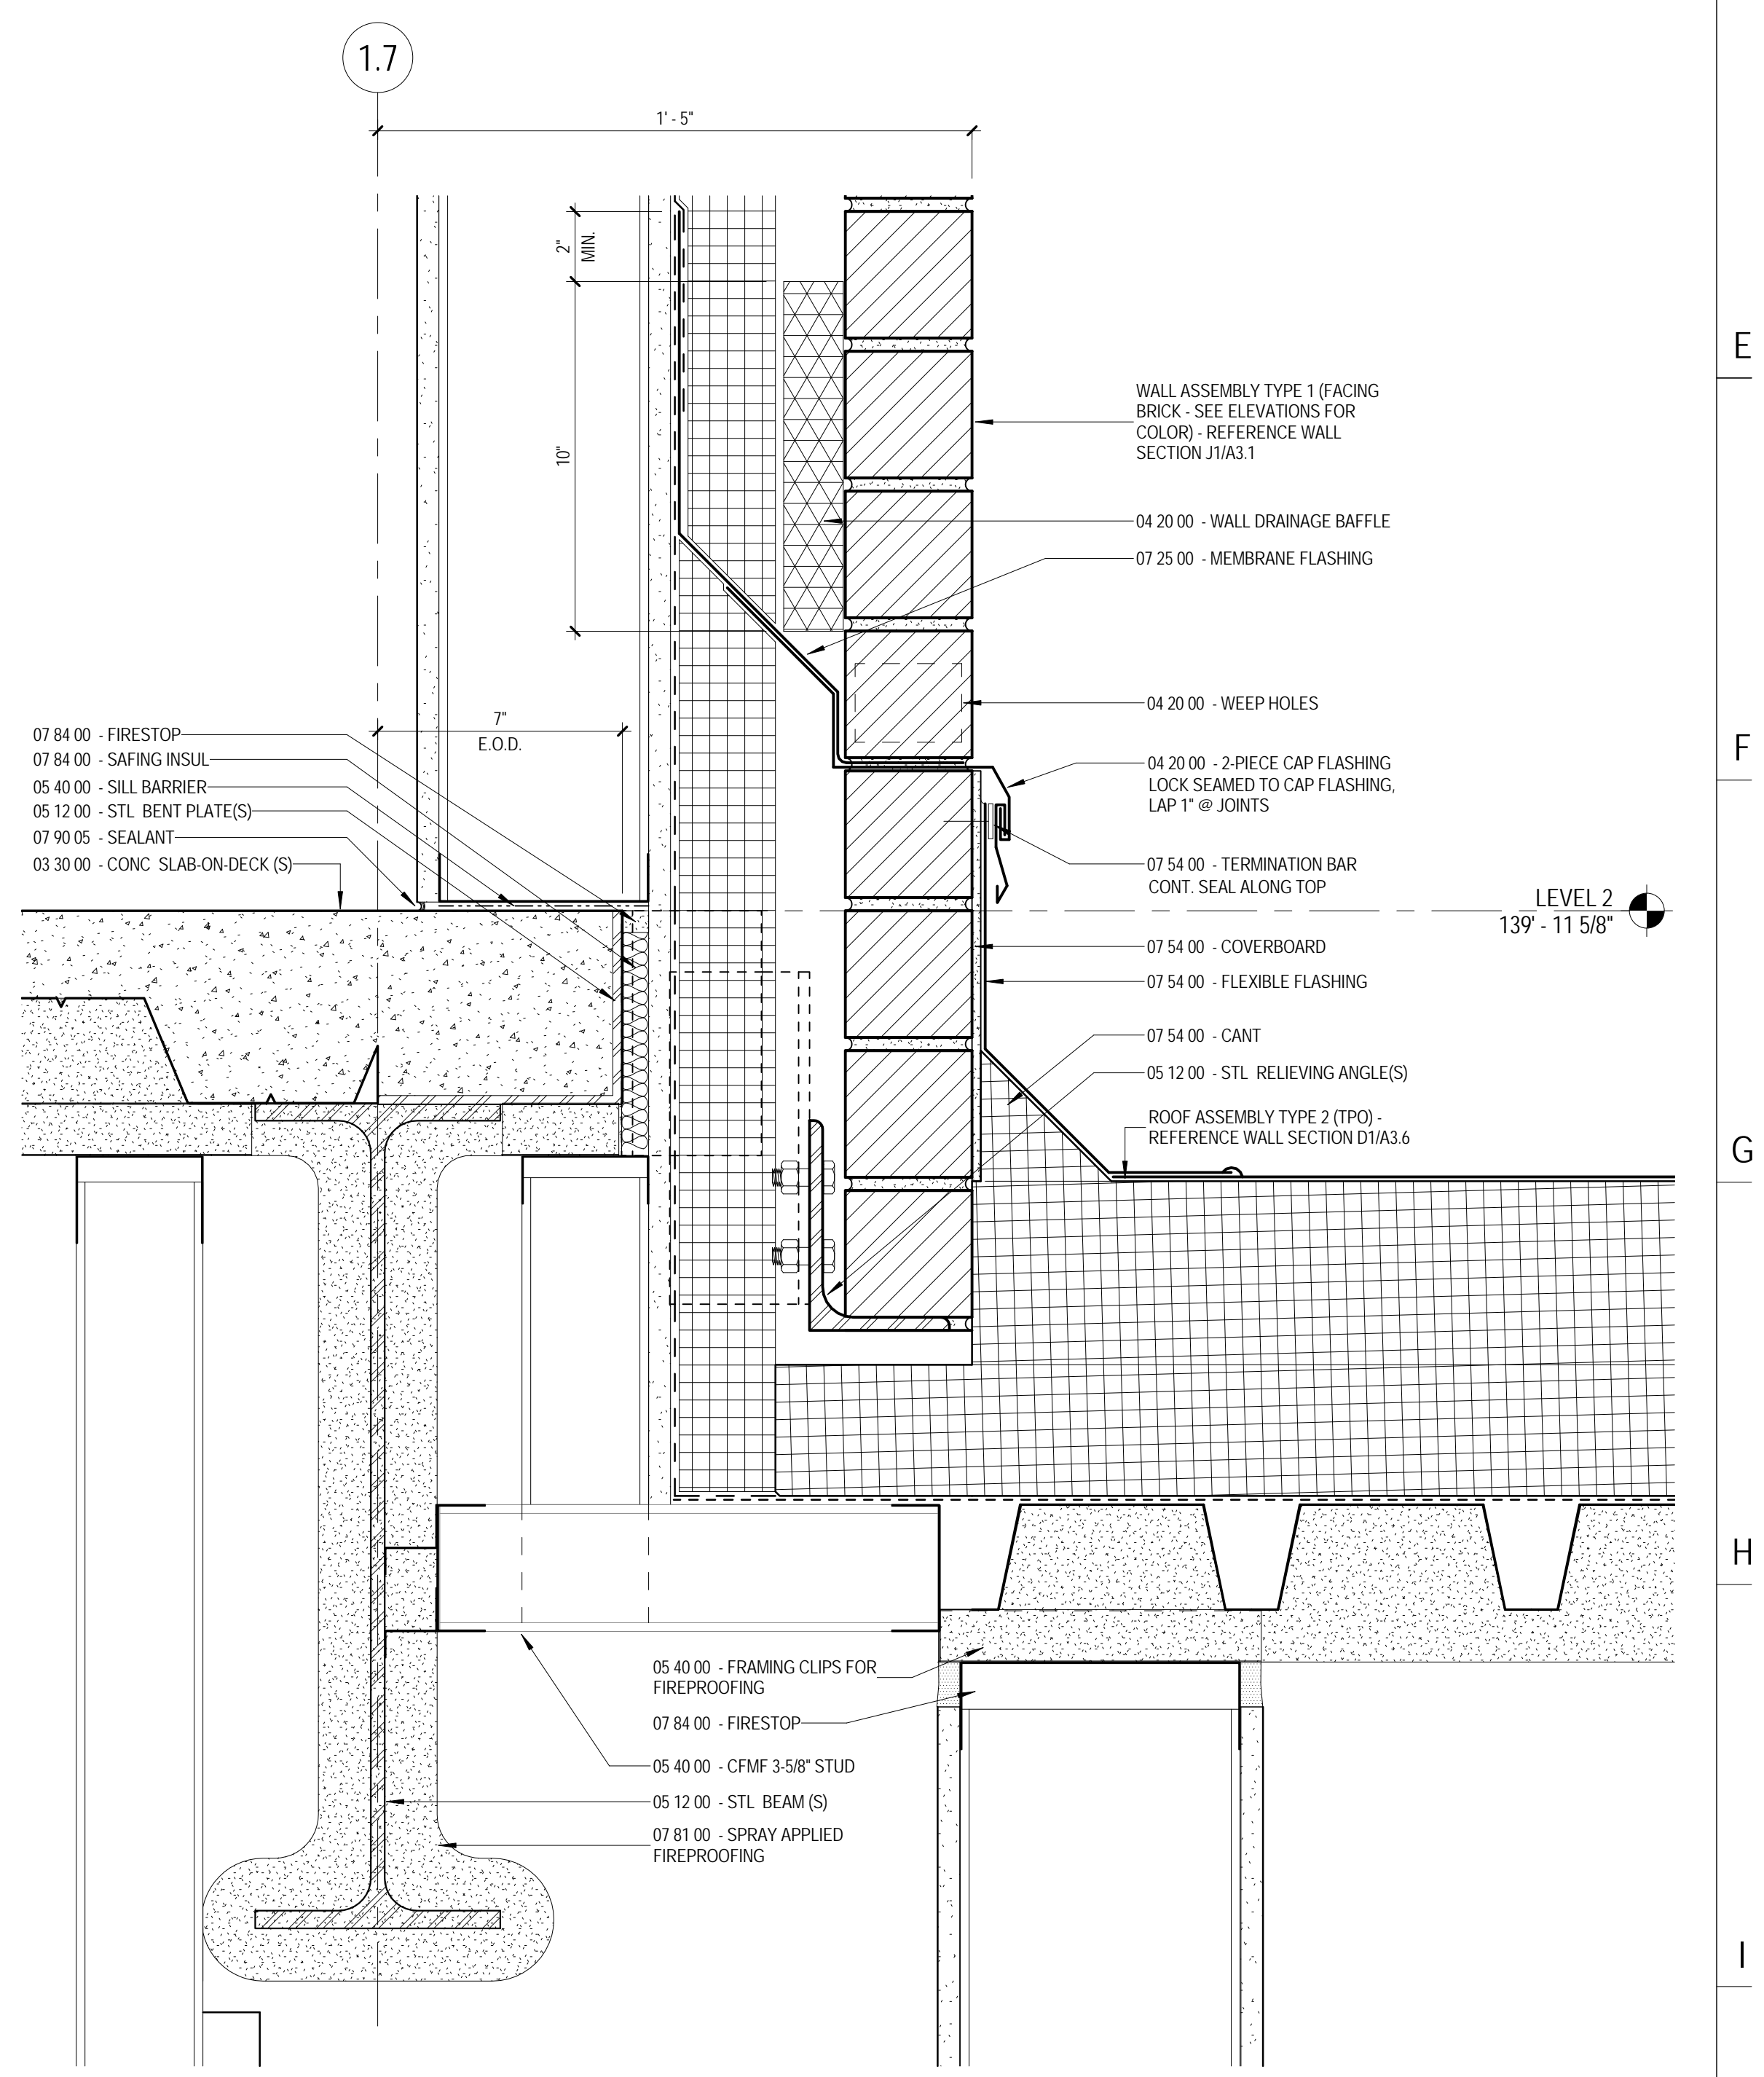 1.7
1' - 5"
2"
MIN.
10"
E
WALL ASSEMBLY TYPE 1 (FACING
BRICK - SEE ELEVATIONS FOR
COLOR) - REFERENCE WALL
SECTION J1/A3.1
04 20 00 - WALL DRAINAGE BAFFLE
07 25 00 - MEMBRANE FLASHING
04 20 00 - WEEP HOLES
7"
E.O.D.
F
04 20 00 - 2-PIECE CAP FLASHING
LOCK SEAMED TO CAP FLASHING,
LAP 1" @ JOINTS
07 84 00 - FIRESTOP
07 84 00 - SAFING INSUL
05 40 00 - SILL BARRIER
05 12 00 - STL BENT PLATE(S)
07 90 05 - SEALANT
03 30 00 - CONC SLAB-ON-DECK (S)
07 54 00 - TERMINATION BAR
CONT. SEAL ALONG TOP
LEVEL 2
139' - 11 5/8"
07 54 00 - COVERBOARD
07 54 00 - FLEXIBLE FLASHING
07 54 00 - CANT
05 12 00 - STL RELIEVING ANGLE(S)
ROOF ASSEMBLY TYPE 2 (TPO) -
REFERENCE WALL SECTION D1/A3.6
G
H
05 40 00 - FRAMING CLIPS FOR
FIREPROOFING
07 84 00 - FIRESTOP
05 40 00 - CFMF 3-5/8" STUD
05 12 00 - STL BEAM (S)
07 81 00 - SPRAY APPLIED
FIREPROOFING
I